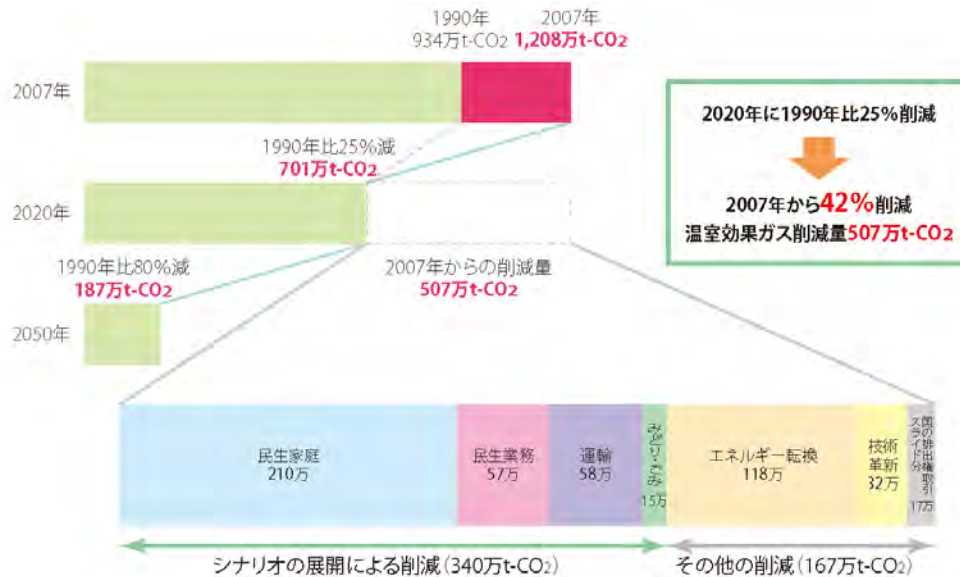 1990年
934万t-CO2
2007年
1,208万t-CO2
2007年
1990年比25%減
701万t-CO2
2020年に1990年比25%削減
2007年から42%削減
温室効果ガス削減量507万t-CO2
2020年
1990年比80%減
187万t-CO2
2007年からの削減量
507万t-CO2
2050年
民生家庭
210万
民生業務
57万
運輸
58万
みどり・ごみ
15万
エネルギー転換
118万
技術
革新
32万
国の排出権取引
スライド分
17万
シナリオの展開による削減(340万t-CO2)
その他の削減(167万t-CO2)